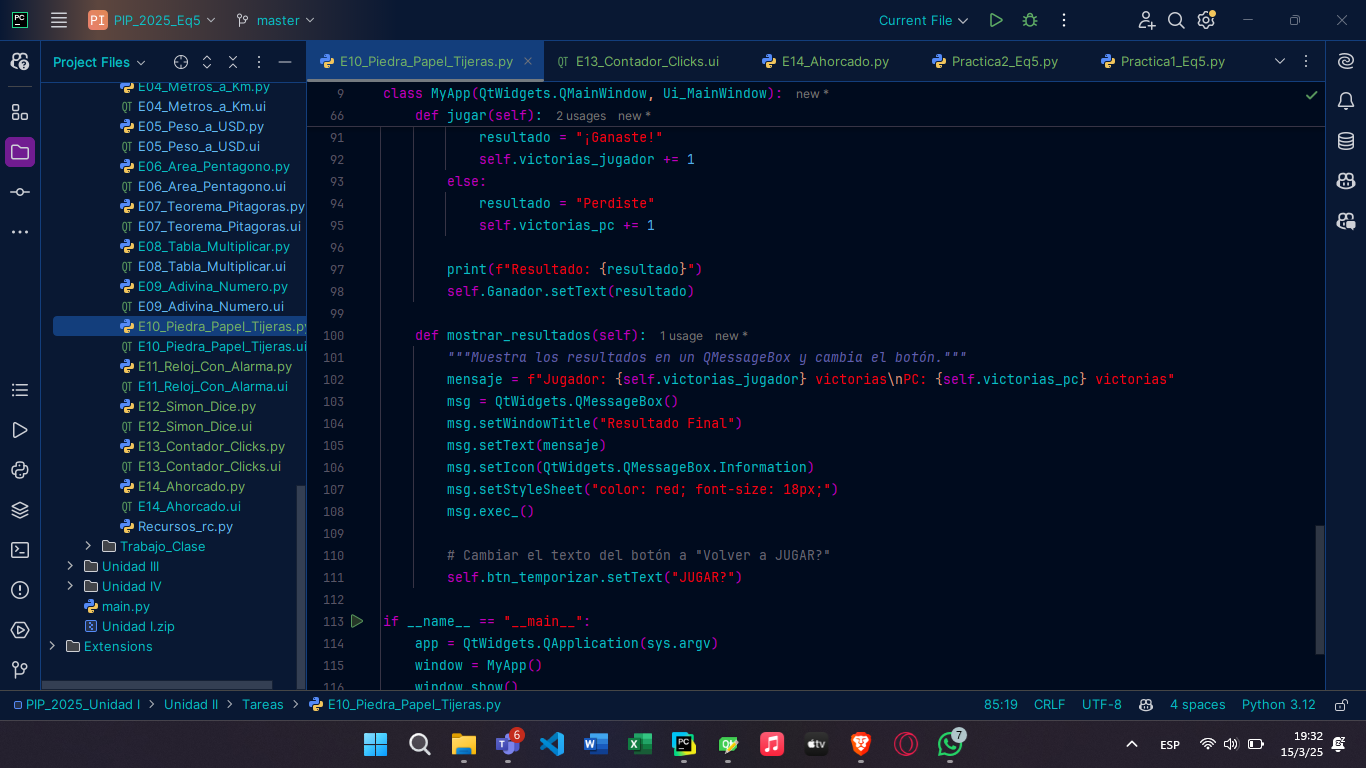 PC
PI PIP_2025_Eq5
master
Current File
Project Files
E10_Piedra_Papel_Tijeras.py
E13_Contador_Clicks.ui
E14_Ahorcado.py
Practica2_Eq5.py
Practica1_Eq5.py
E04_Metros_a_Km.py
E04_Metros_a_Km.ui
E05_Peso_a_USD.py
E05_Peso_a_USD.ui
E06_Area_Pentagono.py
E06_Area_Pentagono.ui
E07_Teorema_Pitagoras.py
E07_Teorema_Pitagoras.ui
E08_Tabla_Multiplicar.py
E08_Tabla_Multiplicar.ui
E09_Adivina_Numero.py
E09_Adivina_Numero.ui
E10_Piedra_Papel_Tijeras.py
E10_Piedra_Papel_Tijeras.ui
E11_Reloj_Con_Alarma.py
E11_Reloj_Con_Alarma.ui
E12_Simon_Dice.py
E12_Simon_Dice.ui
E13_Contador_Clicks.py
E13_Contador_Clicks.ui
E14_Ahorcado.py
E14_Ahorcado.ui
Recursos_rc.py
Trabajo_Clase
Unidad III
Unidad IV
main.py
Unidad I.zip
Extensions
9 class MyApp(QtWidgets.QMainWindow, Ui_MainWindow): new *
66 def jugar(self): 2 usages new *
91 resultado = "¡Ganaste!"
92 self.victorias_jugador += 1
93 else:
94 resultado = "Perdiste"
95 self.victorias_pc += 1
96
97 print(f"Resultado: {resultado}")
98 self.Ganador.setText(resultado)
99
100 def mostrar_resultados(self): 1 usage new *
101 """Muestra los resultados en un QMessageBox y cambia el botón."""
102 mensaje = f"Jugador: {self.victorias_jugador} victorias\nPC: {self.victorias_pc} victorias"
103 msg = QtWidgets.QMessageBox()
104 msg.setWindowTitle("Resultado Final")
105 msg.setText(mensaje)
106 msg.setIcon(QtWidgets.QMessageBox.Information)
107 msg.setStyleSheet("color: red; font-size: 18px;")
108 msg.exec_()
109
110 # Cambiar el texto del botón a "Volver a JUGAR?"
111 self.btn_temporizar.setText("JUGAR?")
112
113 if __name__ == "__main__":
114 app = QtWidgets.QApplication(sys.argv)
115 window = MyApp()
116 window.show()
PIP_2025_Unidad I > Unidad II > Tareas > E10_Piedra_Papel_Tijeras.py
85:19 CRLF UTF-8 4 spaces Python 3.12
6
tv
7
ESP
19:32
15/3/25